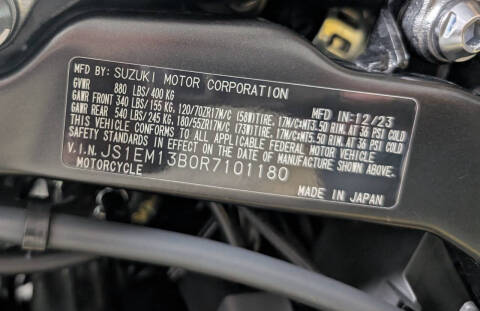 MFD BY: SUZUKI MOTOR CORPORATION
GVWR 880 LBS/400 KG MFD IN:12/23
GAWR FRONT 340 LBS/155 KG, 120/70ZR17M/C (58W)TIRE, 17M/C×MT3.50 RIM, AT 36 PSI COLD
GAWR REAR 540 LBS/245 KG, 180/55ZR17M/C (73W)TIRE, 17M/C×MT5.50 RIM, AT 36 PSI COLD
THIS VEHICLE CONFORMS TO ALL APPLICABLE FEDERAL MOTOR VEHICLE
SAFETY STANDARDS IN EFFECT ON THE DATE OF MANUFACTURE SHOWN ABOVE.
V.I.N. JS1EM13B0R7101180
MOTORCYCLE MADE IN JAPAN